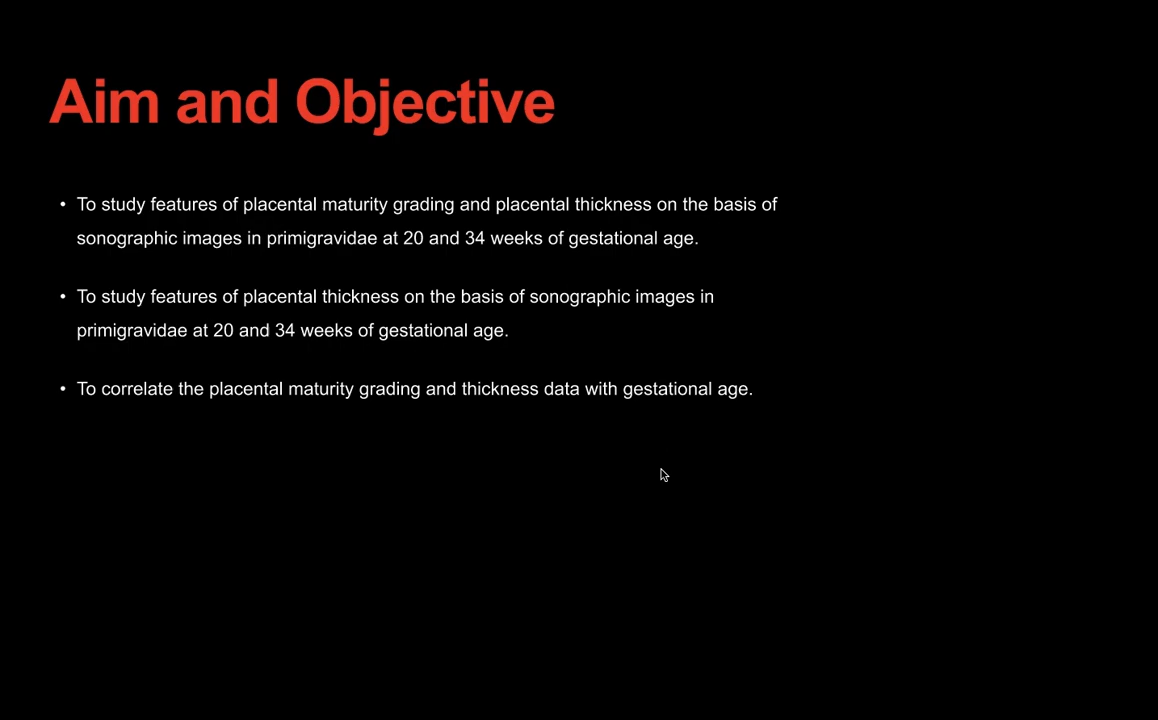 Aim and Objective
• To study features of placental maturity grading and placental thickness on the basis of
sonographic images in primigravidae at 20 and 34 weeks of gestational age.
• To study features of placental thickness on the basis of sonographic images in
primigravidae at 20 and 34 weeks of gestational age.
• To correlate the placental maturity grading and thickness data with gestational age.